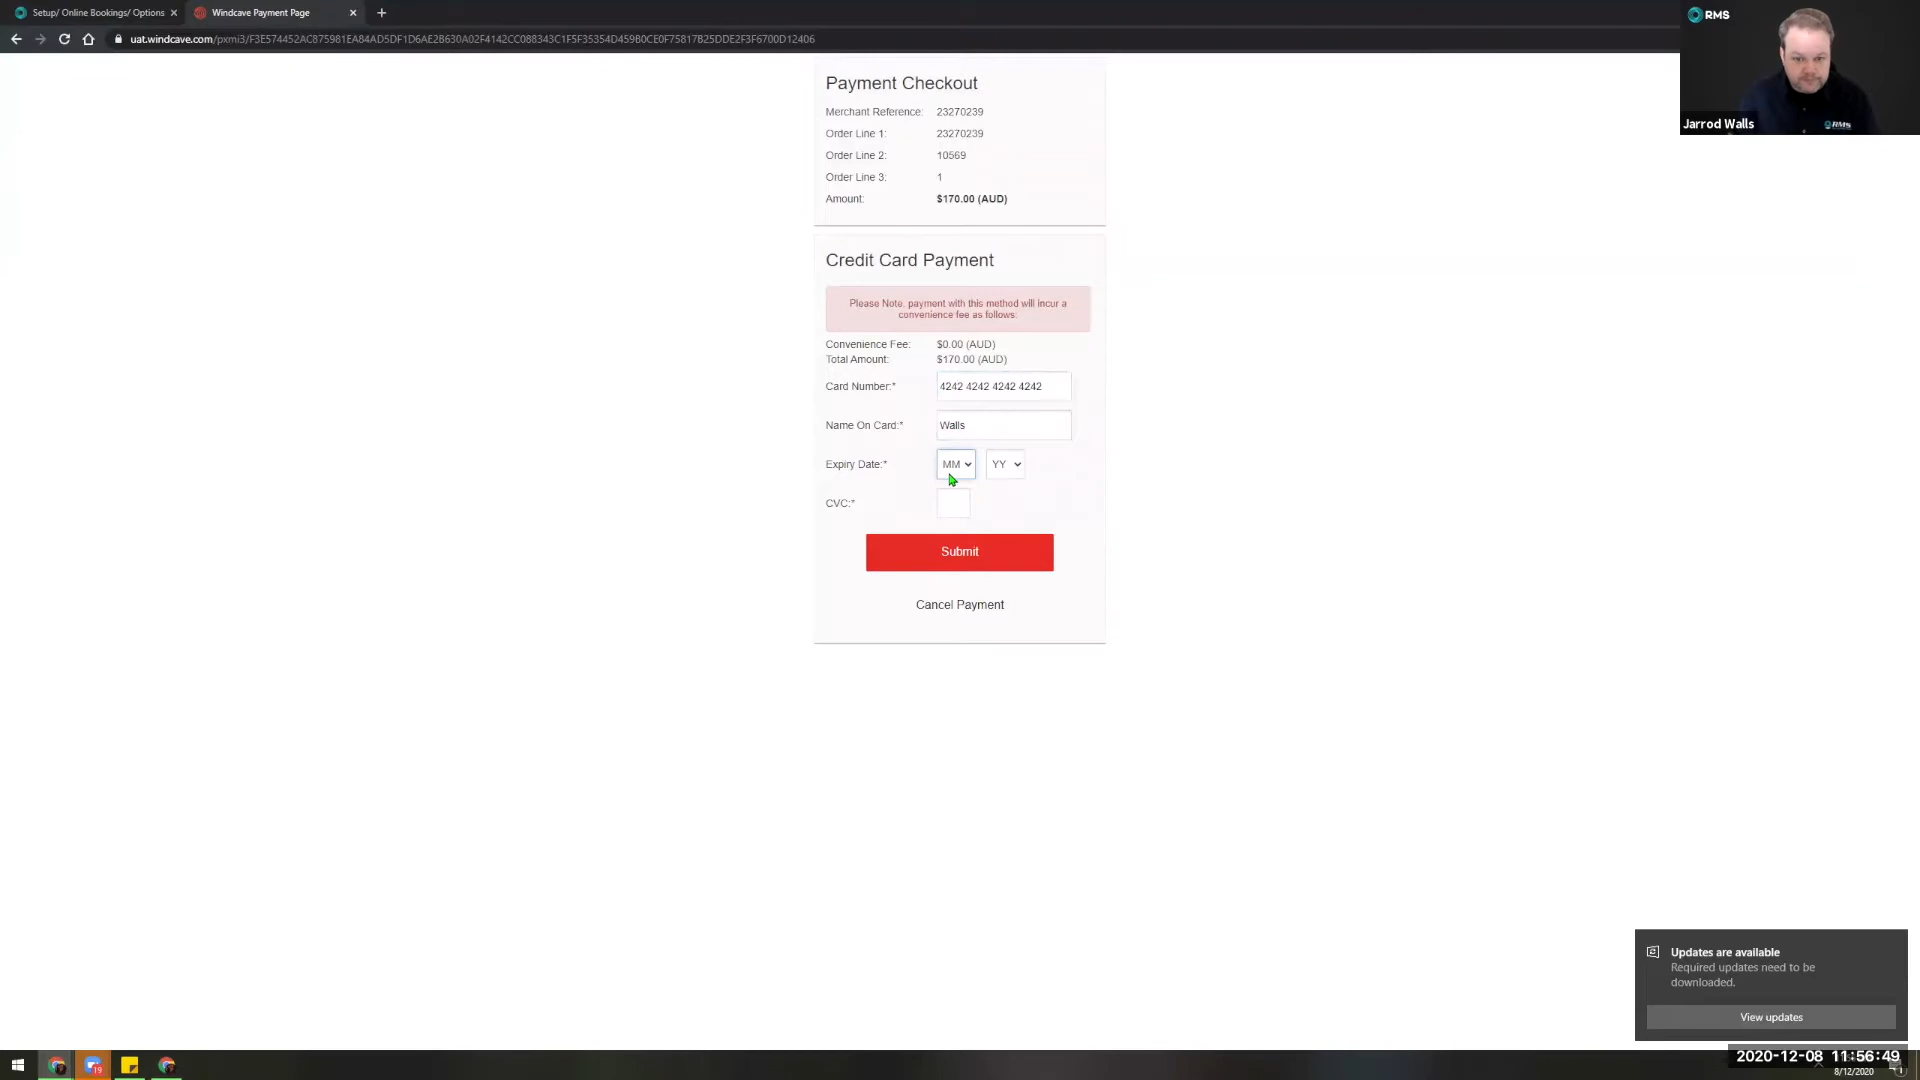 Setup/ Online Bookings/ Options
Windcave Payment Page
uat.windcave.com/pxmi3/F3E574452AC875981EA84AD5DF1D6AE2B630A02F4142CC088343C1F5F35354D459B0CE0F75817B25DDE2F3F6700D12406
RMS
Jarrod Walls
RMS
Payment Checkout
Merchant Reference: 23270239
Order Line 1: 23270239
Order Line 2: 10569
Order Line 3: 1
Amount: $170.00 (AUD)
Credit Card Payment
Please Note, payment with this method will incur a
convenience fee as follows:
Convenience Fee: $0.00 (AUD)
Total Amount: $170.00 (AUD)
Card Number:* 4242 4242 4242 4242
Name On Card:* Walls
Expiry Date:* MM YY
CVC:*
Submit
Cancel Payment
Updates are available
Required updates need to be
downloaded.
View updates
19
2020-12-08 11:56:49
8/12/2020
1